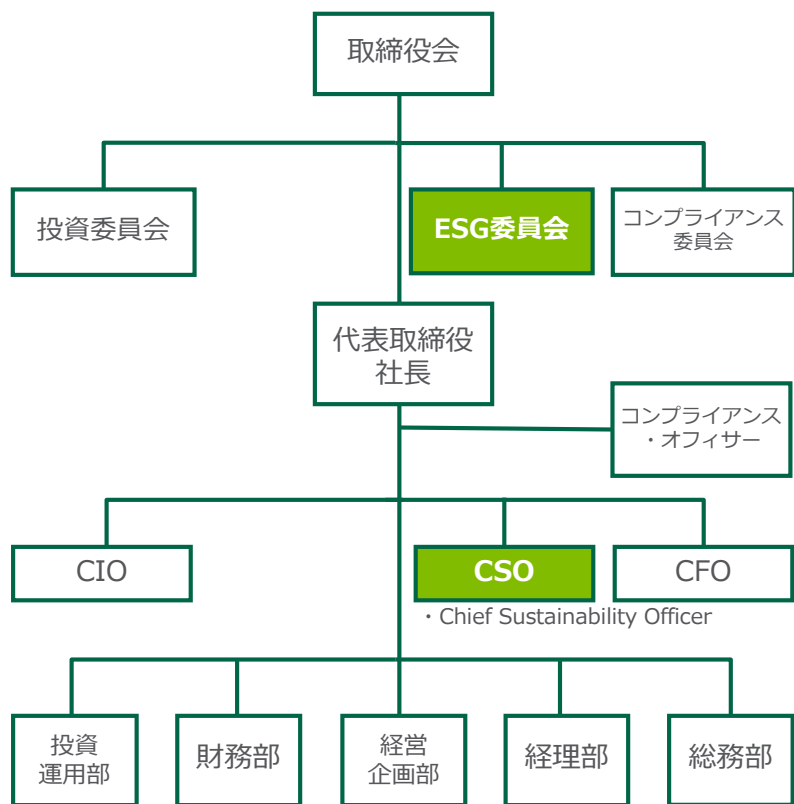 取締役会
投資委員会
ESG委員会
コンプライアンス
委員会
代表取締役
社長
コンプライアンス
・オフィサー
CIO
CSO
CFO
・Chief Sustainability Officer
投資
運用部
財務部
経営
企画部
経理部
総務部